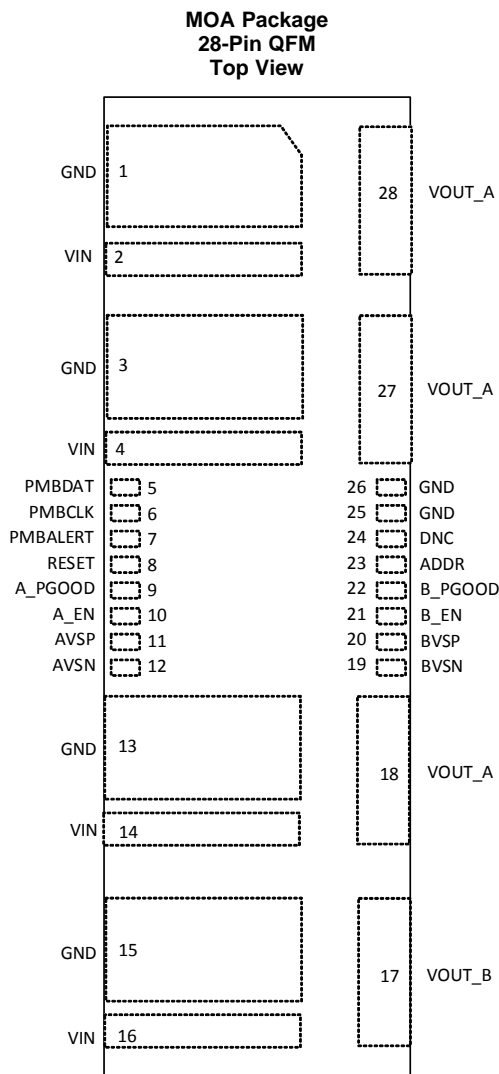 MOA Package
28-Pin QFM
Top View
GND 1 28 VOUT_A
VIN 2
GND 3 27 VOUT_A
VIN 4
PMBDAT 5 26 GND
PMBCLK 6 25 GND
PMBALERT 7 24 DNC
RESET 8 23 ADDR
A_PGOOD 9 22 B_PGOOD
A_EN 10 21 B_EN
AVSP 11 20 BVSP
AVSN 12 19 BVSN
GND 13 18 VOUT_A
VIN 14
GND 15 17 VOUT_B
VIN 16